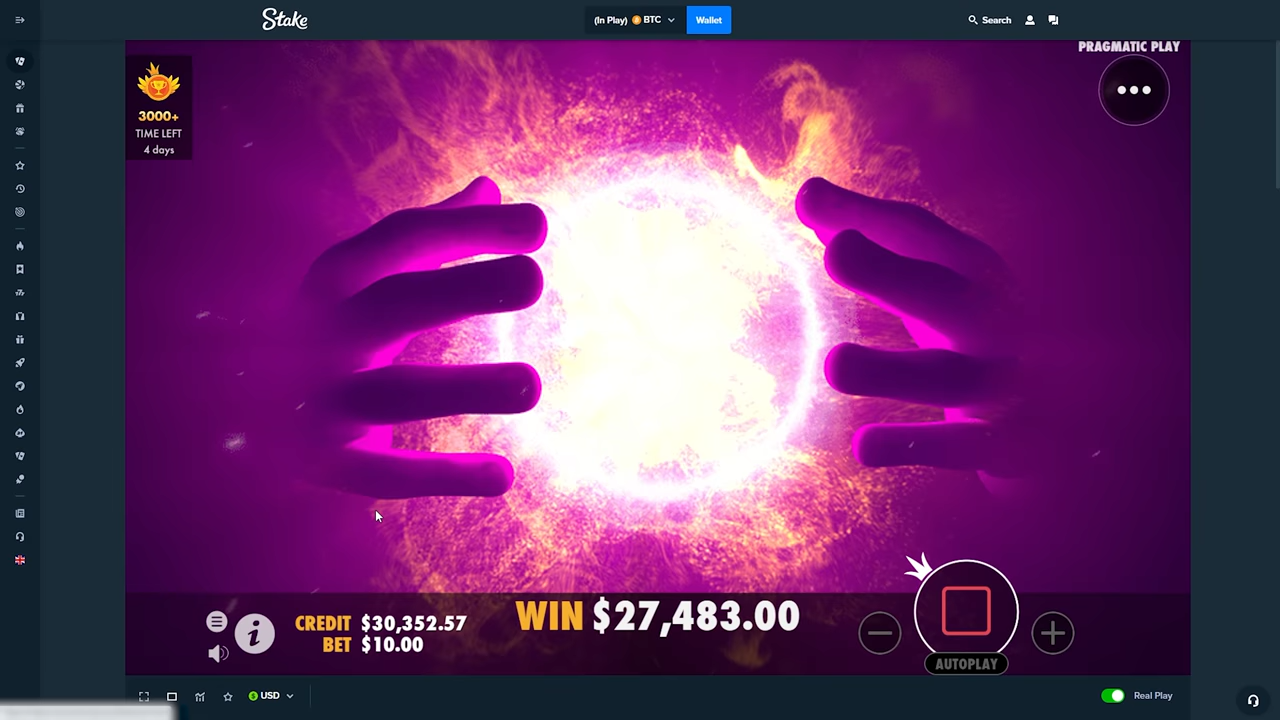 Stake
(In Play) BTC
Wallet
Search
PRAGMATIC PLAY
3000+
TIME LEFT
4 days
CREDIT $30,352.57
BET $10.00
WIN $27,483.00
AUTOPLAY
USD
Real Play